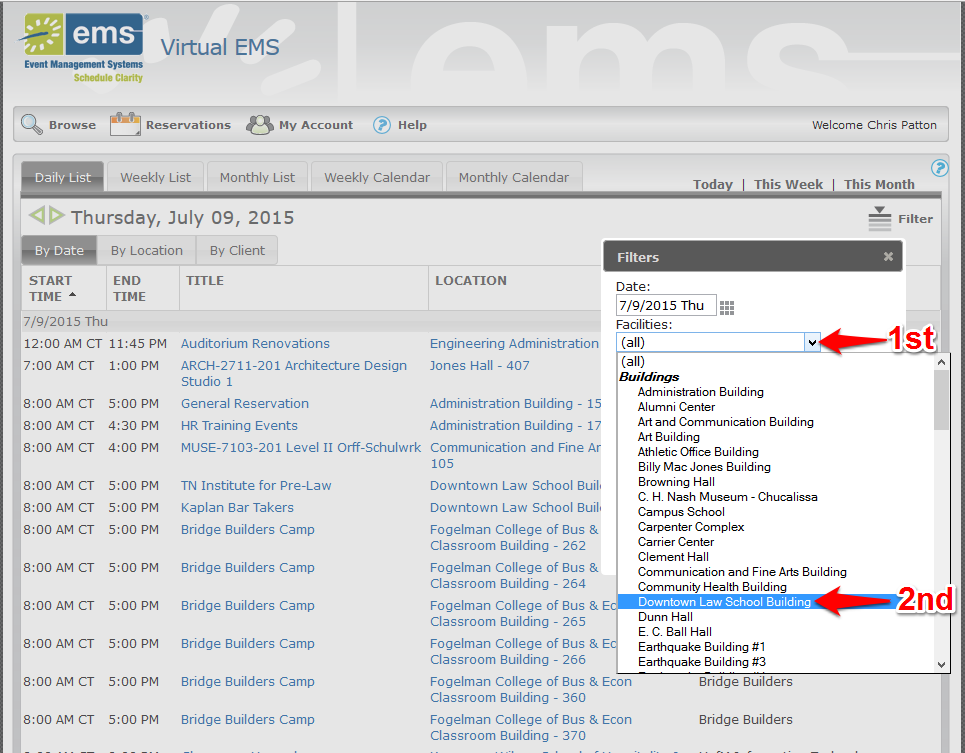 ems
Event Management Systems
Schedule Clarity
Virtual EMS
ems
Browse Reservations My Account Help Welcome Chris Patton
Daily List Weekly List Monthly List Weekly Calendar Monthly Calendar ?
Today | This Week | This Month
Thursday, July 09, 2015 Filter
By Date By Location By Client
START TIME END TIME TITLE LOCATION
7/9/2015 Thu
12:00 AM CT 11:45 PM Auditorium Renovations Engineering Administration
7:00 AM CT 1:00 PM ARCH-2711-201 Architecture Design Jones Hall - 407
Studio 1
8:00 AM CT 5:00 PM General Reservation Administration Building - 15
8:00 AM CT 4:30 PM HR Training Events Administration Building - 17
8:00 AM CT 4:00 PM MUSE-7103-201 Level II Orff-Schulwrk Communication and Fine Ar
105
8:00 AM CT 5:00 PM TN Institute for Pre-Law Downtown Law School Buil
8:00 AM CT 5:00 PM Kaplan Bar Takers Downtown Law School Buil
8:00 AM CT 5:00 PM Bridge Builders Camp Fogelman College of Bus &
Classroom Building - 262
8:00 AM CT 5:00 PM Bridge Builders Camp Fogelman College of Bus &
Classroom Building - 264
8:00 AM CT 5:00 PM Bridge Builders Camp Fogelman College of Bus & Ec
Classroom Building - 265
8:00 AM CT 5:00 PM Bridge Builders Camp Fogelman College of Bus & Ec
Classroom Building - 266
8:00 AM CT 5:00 PM Bridge Builders Camp Fogelman College of Bus & Econ Bridge Builders
Classroom Building - 360
8:00 AM CT 5:00 PM Bridge Builders Camp Fogelman College of Bus & Econ Bridge Builders
Classroom Building - 370
Filters
Date:
7/9/2015 Thu
Facilities:
(all) 1st
(all)
Buildings
Administration Building
Alumni Center
Art and Communication Building
Art Building
Athletic Office Building
Billy Mac Jones Building
Browning Hall
C. H. Nash Museum - Chucalissa
Campus School
Carpenter Complex
Carrier Center
Clement Hall
Communication and Fine Arts Building
Community Health Building
Downtown Law School Building 2nd
Dunn Hall
E. C. Ball Hall
Earthquake Building #1
Earthquake Building #3